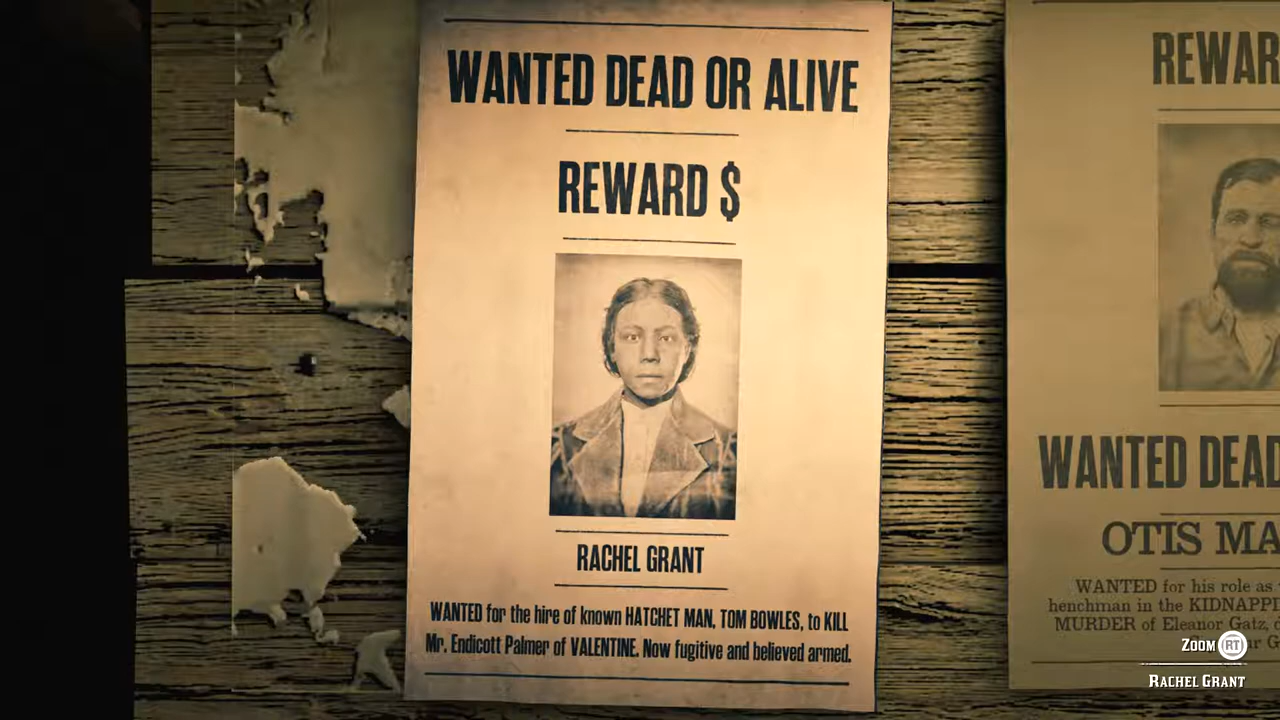 WANTED DEAD OR ALIVE
REWARD $
RACHEL GRANT
WANTED for the hire of known HATCHET MAN, TOM BOWLES, to KILL
Mr. Endicott Palmer of VALENTINE. Now fugitive and believed armed.
REWAR
WANTED DEAD
OTIS MA
WANTED for his role as
henchman in the KIDNAPPI
MURDER of Eleanor Gatz,
ZOOM RT
RACHEL GRANT